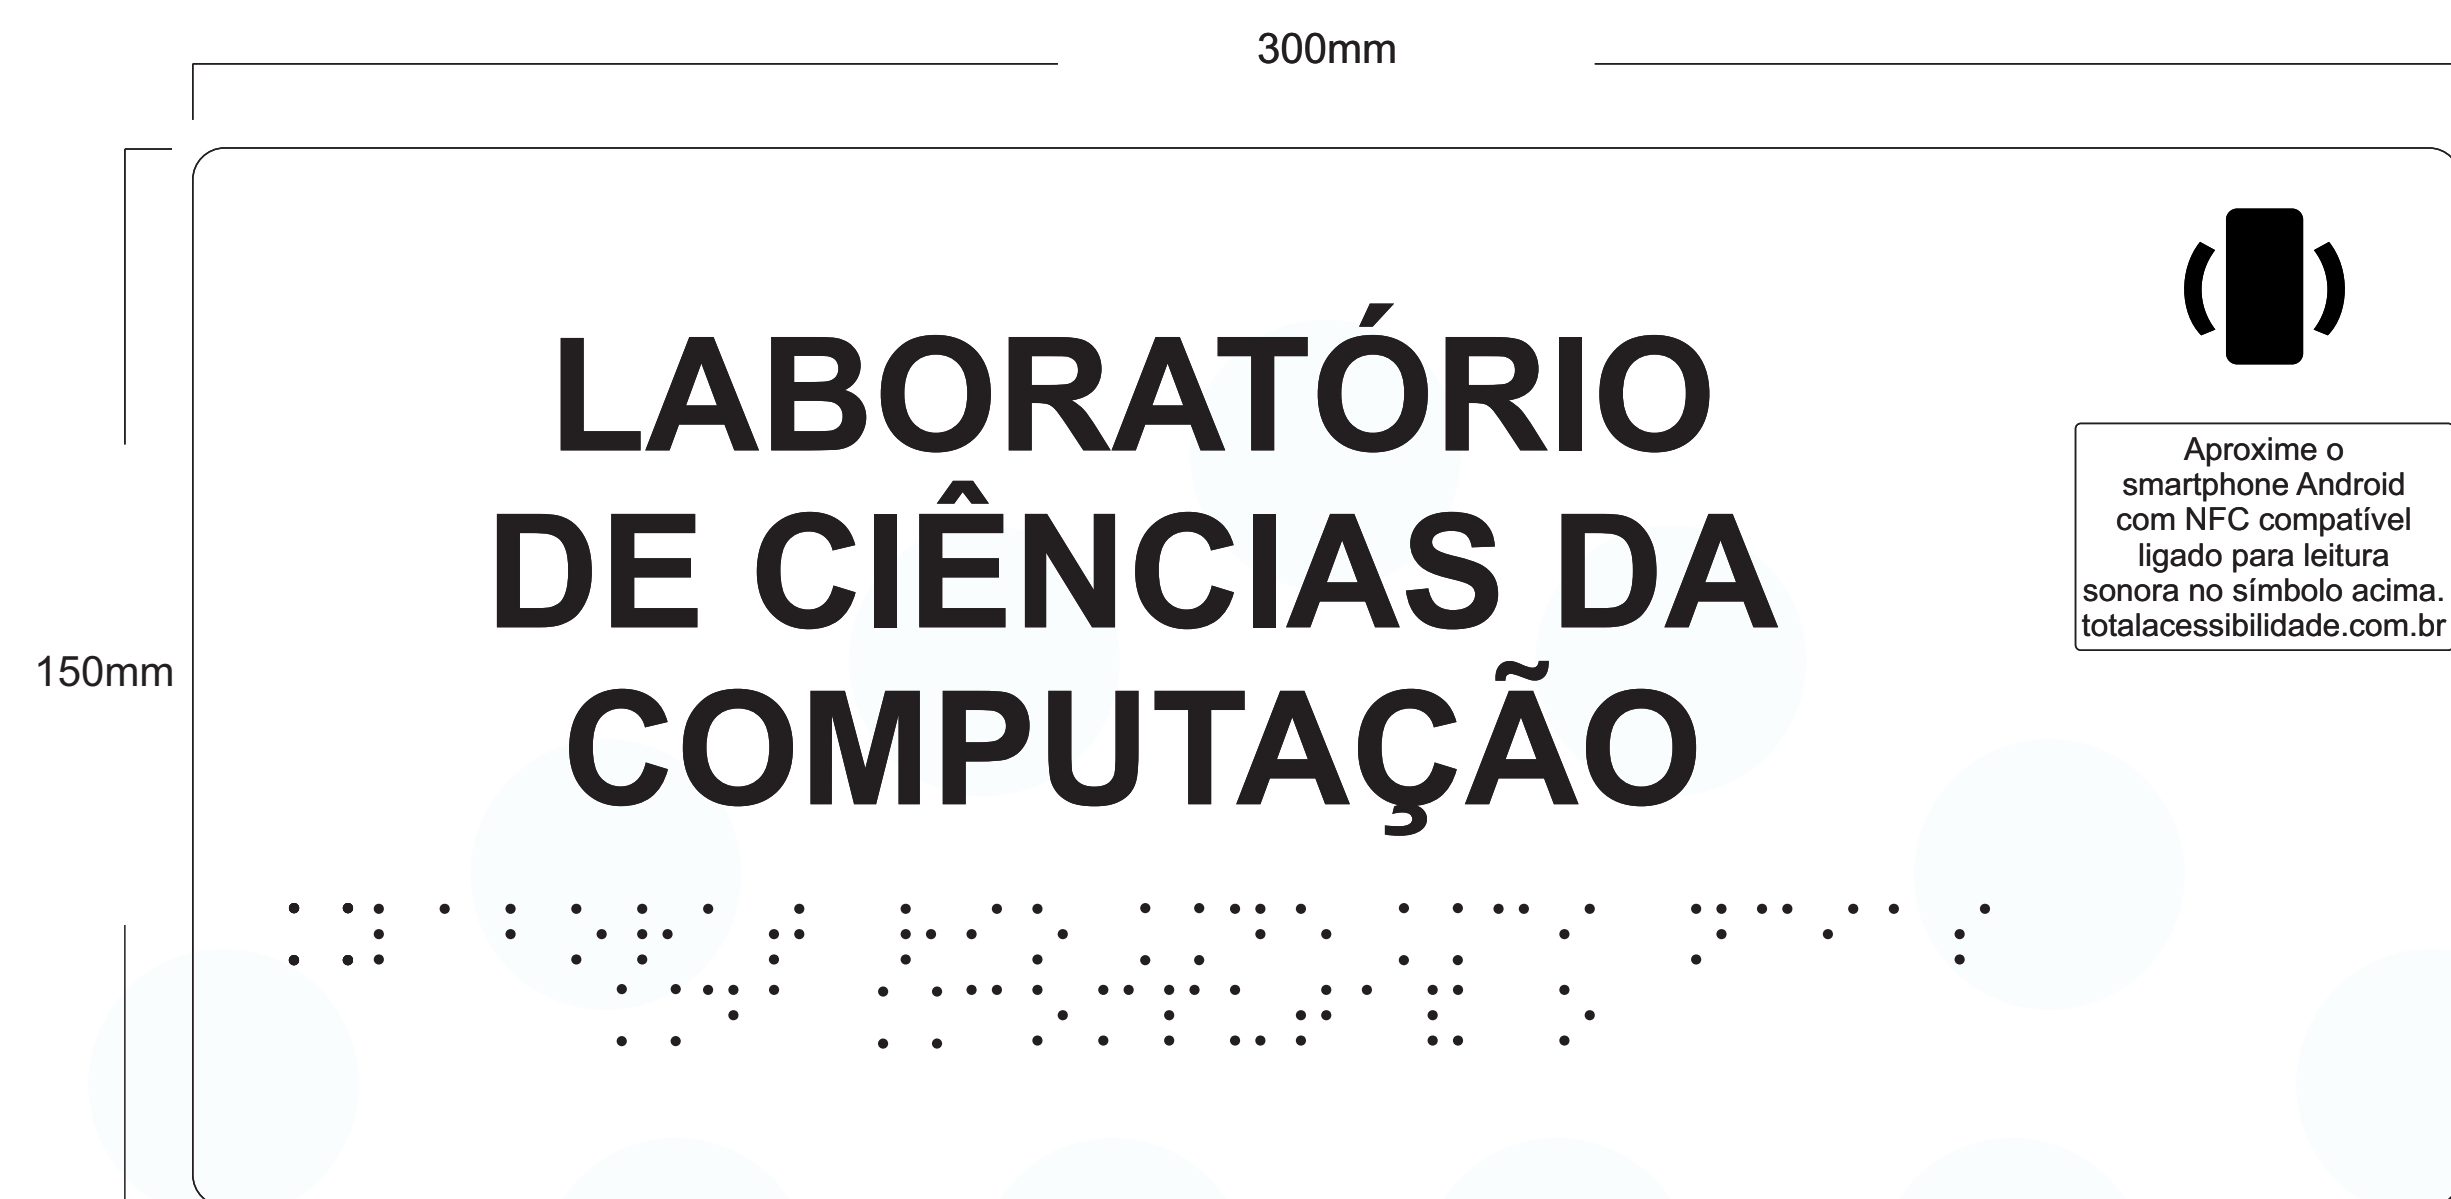 300mm
150mm
LABORATÓRIO
DE CIÊNCIAS DA
COMPUTAÇÃO
Aproxime o
smartphone Android
com NFC compatível
ligado para leitura
sonora no símbolo acima.
totalacessibilidade.com.br
⠨⠨⠇⠁⠃⠕⠗⠁⠞⠀⠗⠊⠕ ⠨⠨⠙⠑ ⠨⠨⠉⠊⠀⠝⠉⠊⠁⠎
⠨⠨⠙⠁ ⠨⠨⠉⠕⠍⠏⠥⠞⠁⠯⠀⠕